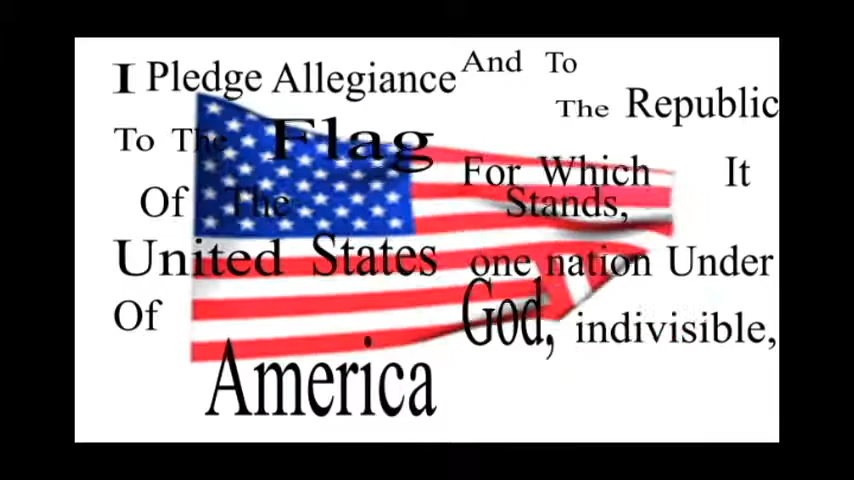 I Pledge Allegiance
To The Flag
Of The
United States
Of
America
And To
The Republic
For Which It
Stands,
one nation Under
God, indivisible,